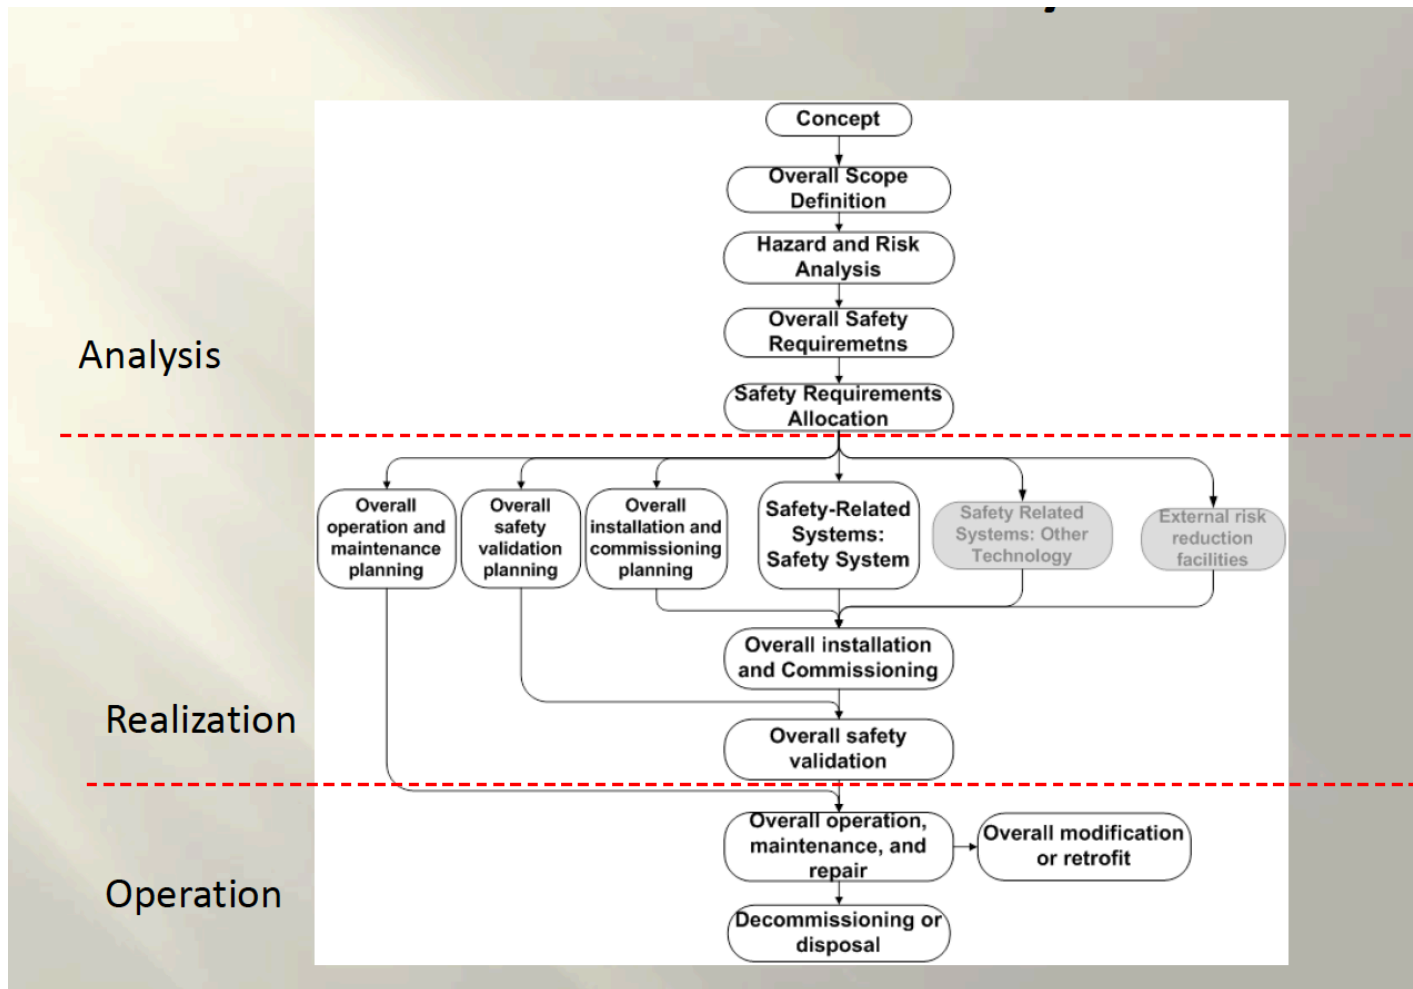 Concept
Overall Scope
Definition
Hazard and Risk
Analysis
Overall Safety
Requiremetns
Analysis
Safety Requirements
Allocation
Overall
operation and
maintenance
planning
Overall
safety
validation
planning
Overall
installation and
commissioning
planning
Safety-Related
Systems:
Safety System
Safety Related
Systems: Other
Technology
External risk
reduction
facilities
Overall installation
and Commissioning
Realization
Overall safety
validation
Overall operation,
maintenance, and
repair
Overall modification
or retrofit
Operation
Decommissioning or
disposal